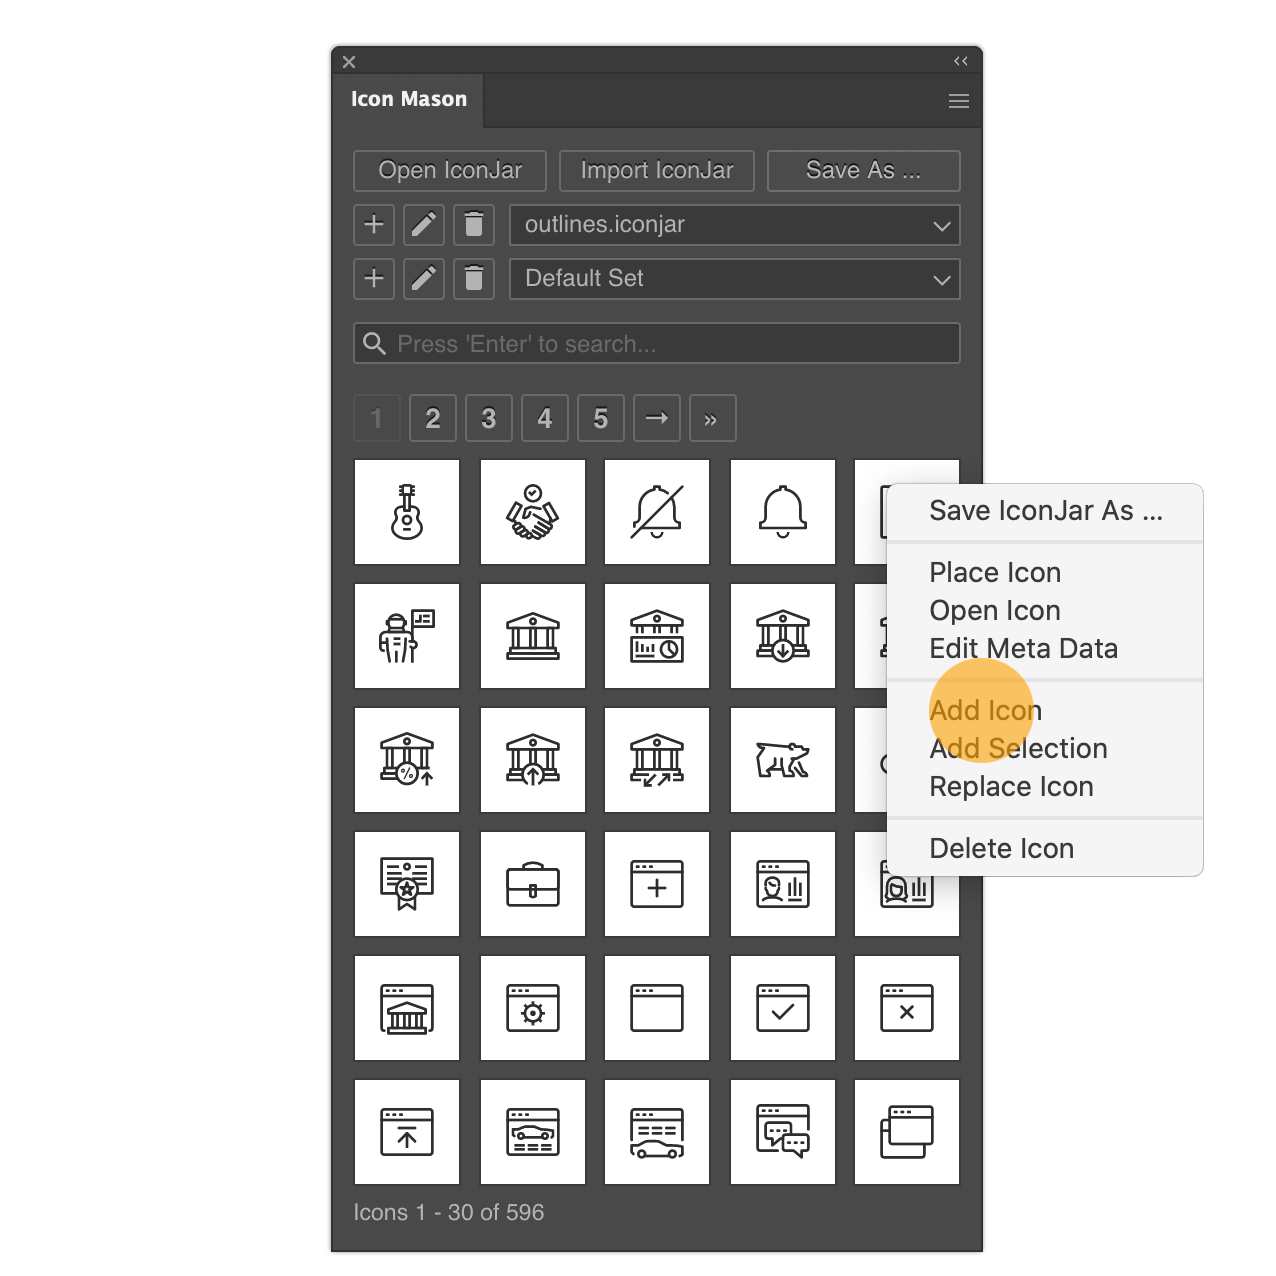 Icon Mason
Open IconJar
Import IconJar
Save As ...
outlines.iconjar
Default Set
Press 'Enter' to search...
1 2 3 4 5 → »
Save IconJar As ...
Place Icon
Open Icon
Edit Meta Data
Add Icon
Add Selection
Replace Icon
Delete Icon
Icons 1 - 30 of 596